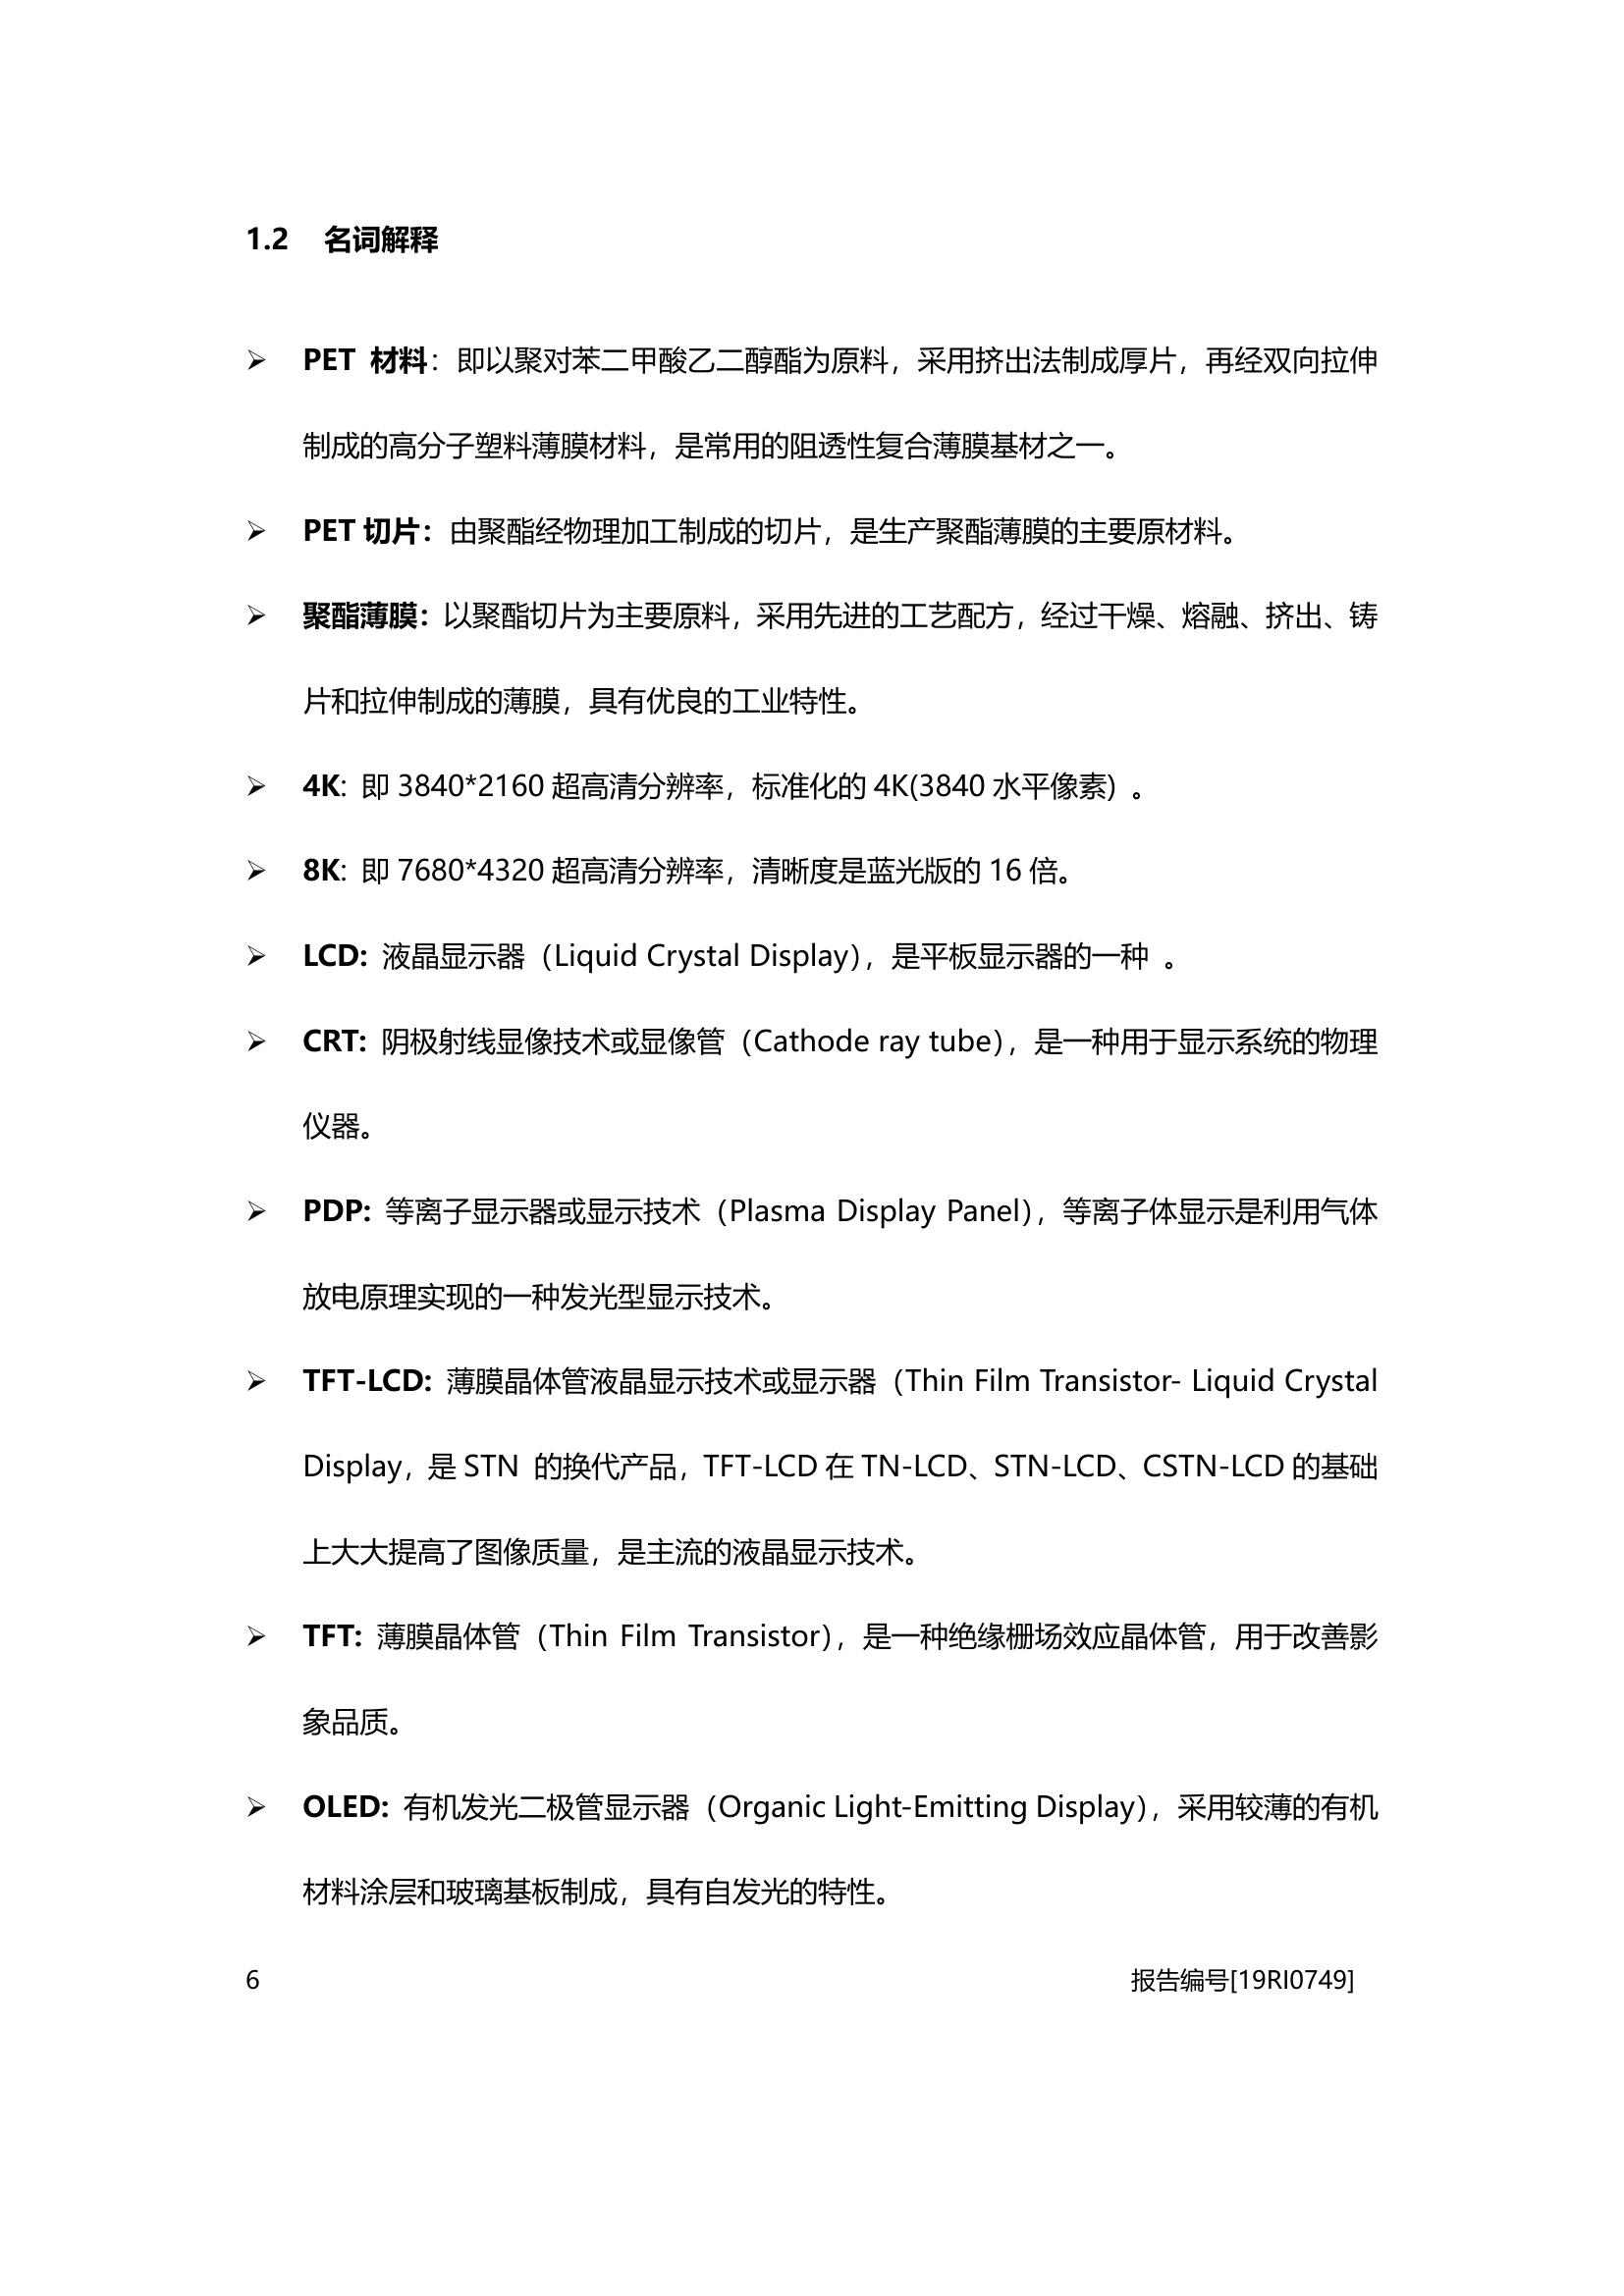 1.2 名词解释
➢ PET 材料：即以聚对苯二甲酸乙二醇酯为原料，采用挤出法制成厚片，再经双向拉伸
制成的高分子塑料薄膜材料，是常用的阻透性复合薄膜基材之一。
➢ PET 切片：由聚酯经物理加工制成的切片，是生产聚酯薄膜的主要原材料。
➢ 聚酯薄膜：以聚酯切片为主要原料，采用先进的工艺配方，经过干燥、熔融、挤出、铸
片和拉伸制成的薄膜，具有优良的工业特性。
➢ 4K: 即 3840*2160 超高清分辨率，标准化的 4K(3840 水平像素) 。
➢ 8K: 即 7680*4320 超高清分辨率，清晰度是蓝光版的 16 倍。
➢ LCD: 液晶显示器（Liquid Crystal Display），是平板显示器的一种 。
➢ CRT: 阴极射线显像技术或显像管（Cathode ray tube），是一种用于显示系统的物理
仪器。
➢ PDP: 等离子显示器或显示技术（Plasma Display Panel），等离子体显示是利用气体
放电原理实现的一种发光型显示技术。
➢ TFT-LCD: 薄膜晶体管液晶显示技术或显示器（Thin Film Transistor- Liquid Crystal
Display，是 STN 的换代产品，TFT-LCD 在 TN-LCD、STN-LCD、CSTN-LCD 的基础
上大大提高了图像质量，是主流的液晶显示技术。
➢ TFT: 薄膜晶体管（Thin Film Transistor），是一种绝缘栅场效应晶体管，用于改善影
象品质。
➢ OLED: 有机发光二极管显示器（Organic Light-Emitting Display），采用较薄的有机
材料涂层和玻璃基板制成，具有自发光的特性。
6 报告编号[19RI0749]